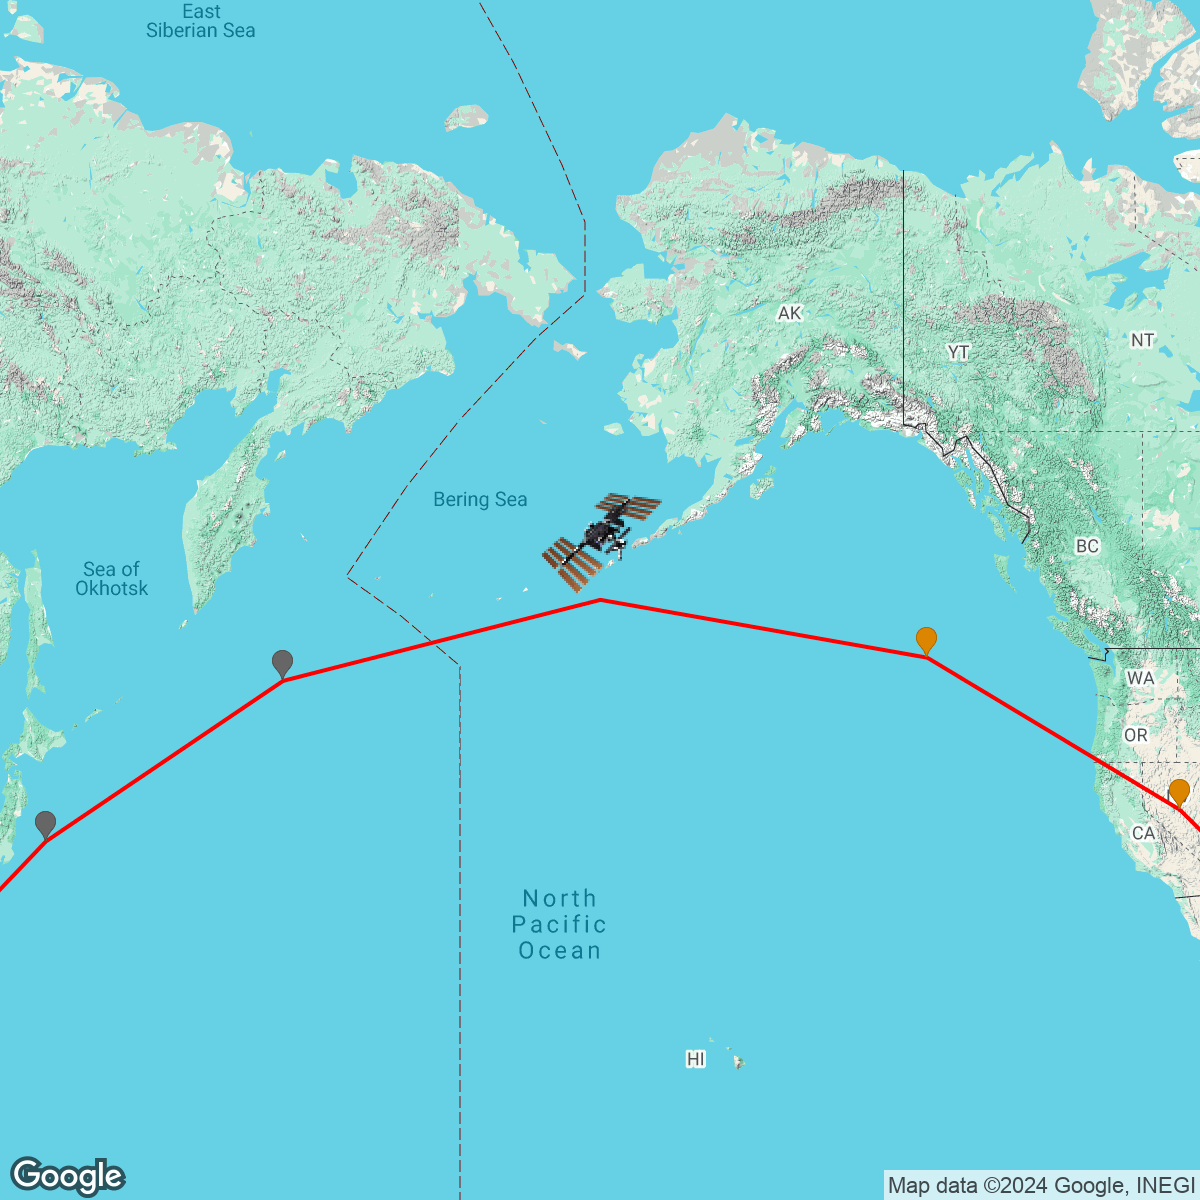 East
Siberian Sea
AK
YT
NT
Bering Sea
BC
Sea of
Okhotsk
WA
OR
CA
North
Pacific
Ocean
HI
Google
Map data ©2024 Google, INEGI